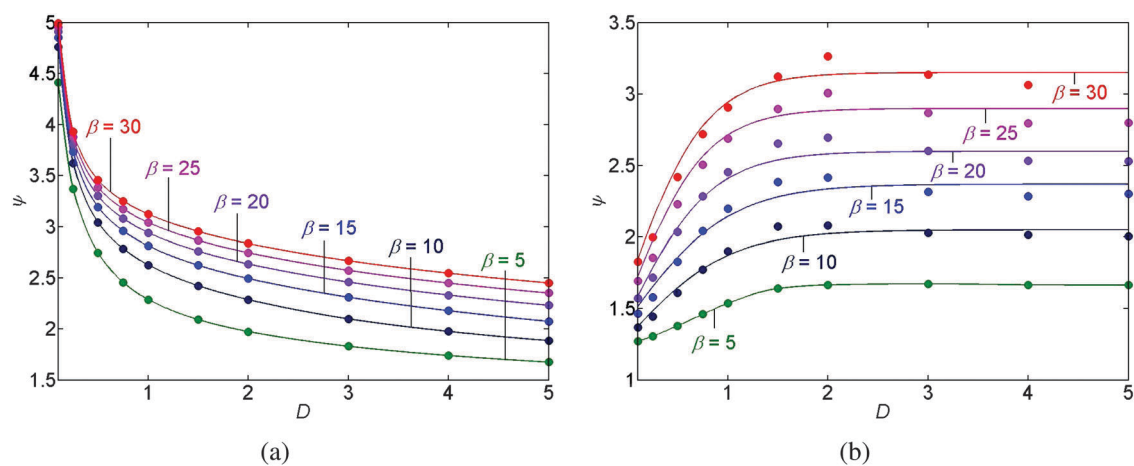 5
4.5
4
3.5
3
2.5
2
1.5
ψ
1 2 3 4 5
D
β = 30
β = 25
β = 20
β = 15
β = 10
β = 5
(a)
3.5
3
2.5
2
1.5
1
ψ
1 2 3 4 5
D
β = 30
β = 25
β = 20
β = 15
β = 10
β = 5
(b)